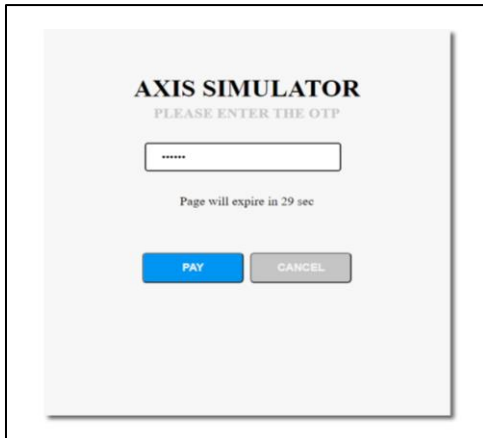 AXIS SIMULATOR
PLEASE ENTER THE OTP
······
Page will expire in 29 sec
PAY CANCEL